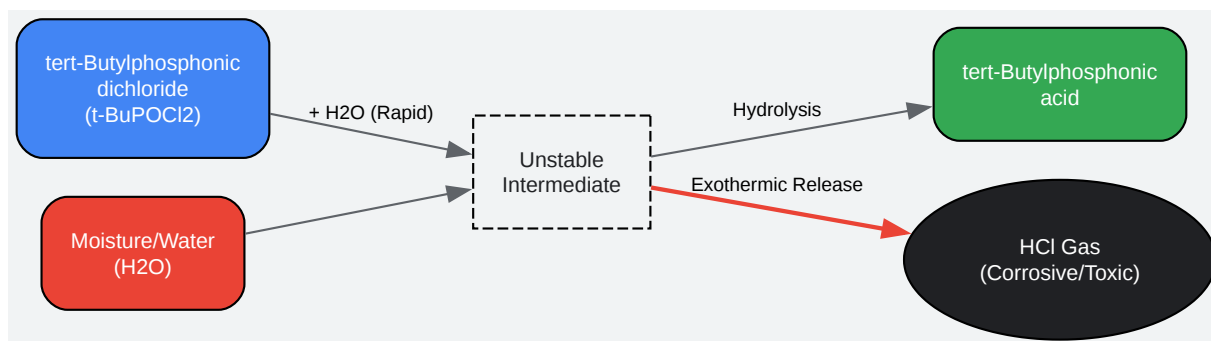 tert-Butylphosphonic
dichloride
(t-BuPOCl2)
+ H2O (Rapid)
Moisture/Water
(H2O)
Unstable
Intermediate
Hydrolysis
Exothermic Release
tert-Butylphosphonic
acid
HCl Gas
(Corrosive/Toxic)